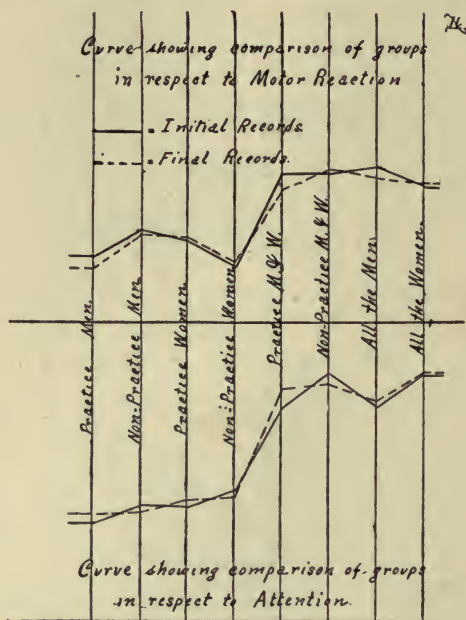 H.
Curve showing comparison of groups
in respect to Motor Reaction
= Initial Records.
= Final Records.
Practice Men.
Non-Practice Men.
Practice Women.
Non-Practice Women.
Practice M. & W.
Non-Practice M. & W.
All the Men.
All the Women.
Curve showing comparison of groups
in respect to Attention.